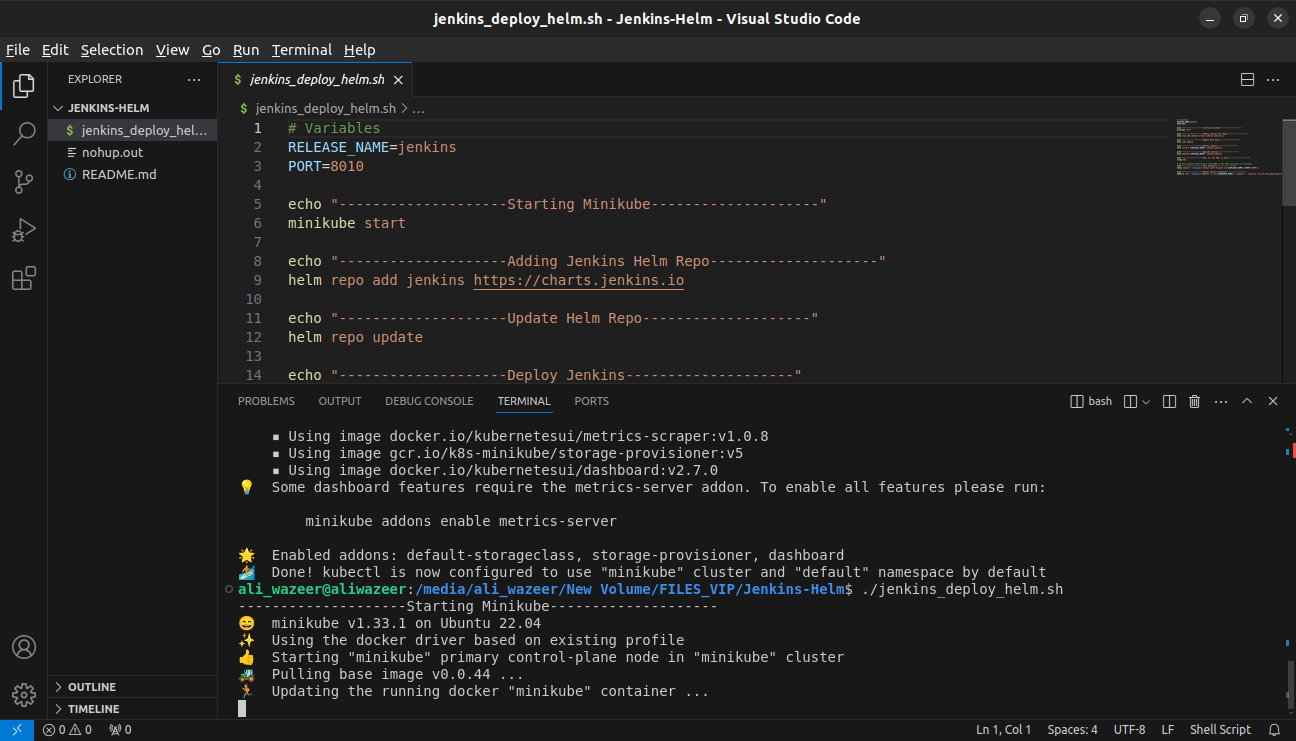 jenkins_deploy_helm.sh - Jenkins-Helm - Visual Studio Code
File Edit Selection View Go Run Terminal Help
EXPLORER
JENKINS-HELM
$ jenkins_deploy_hel...
nohup.out
README.md
OUTLINE
TIMELINE
$ jenkins_deploy_helm.sh
$ jenkins_deploy_helm.sh > ...
1 # Variables
2 RELEASE_NAME=jenkins
3 PORT=8010
4
5 echo "--------------------Starting Minikube--------------------"
6 minikube start
7
8 echo "--------------------Adding Jenkins Helm Repo--------------------"
9 helm repo add jenkins https://charts.jenkins.io
10
11 echo "--------------------Update Helm Repo--------------------"
12 helm repo update
13
14 echo "--------------------Deploy Jenkins--------------------"
PROBLEMS OUTPUT DEBUG CONSOLE TERMINAL PORTS
bash
▪ Using image docker.io/kubernetesui/metrics-scraper:v1.0.8
▪ Using image gcr.io/k8s-minikube/storage-provisioner:v5
▪ Using image docker.io/kubernetesui/dashboard:v2.7.0
💡 Some dashboard features require the metrics-server addon. To enable all features please run:
minikube addons enable metrics-server
🌟 Enabled addons: default-storageclass, storage-provisioner, dashboard
🏄 Done! kubectl is now configured to use "minikube" cluster and "default" namespace by default
ali_wazeer@aliwazeer:/media/ali_wazeer/New Volume/FILES_VIP/Jenkins-Helm$ ./jenkins_deploy_helm.sh
--------------------Starting Minikube--------------------
😄 minikube v1.33.1 on Ubuntu 22.04
✨ Using the docker driver based on existing profile
👍 Starting "minikube" primary control-plane node in "minikube" cluster
🚜 Pulling base image v0.0.44 ...
🏃 Updating the running docker "minikube" container ...
0 0 0 Ln 1, Col 1 Spaces: 4 UTF-8 LF Shell Script